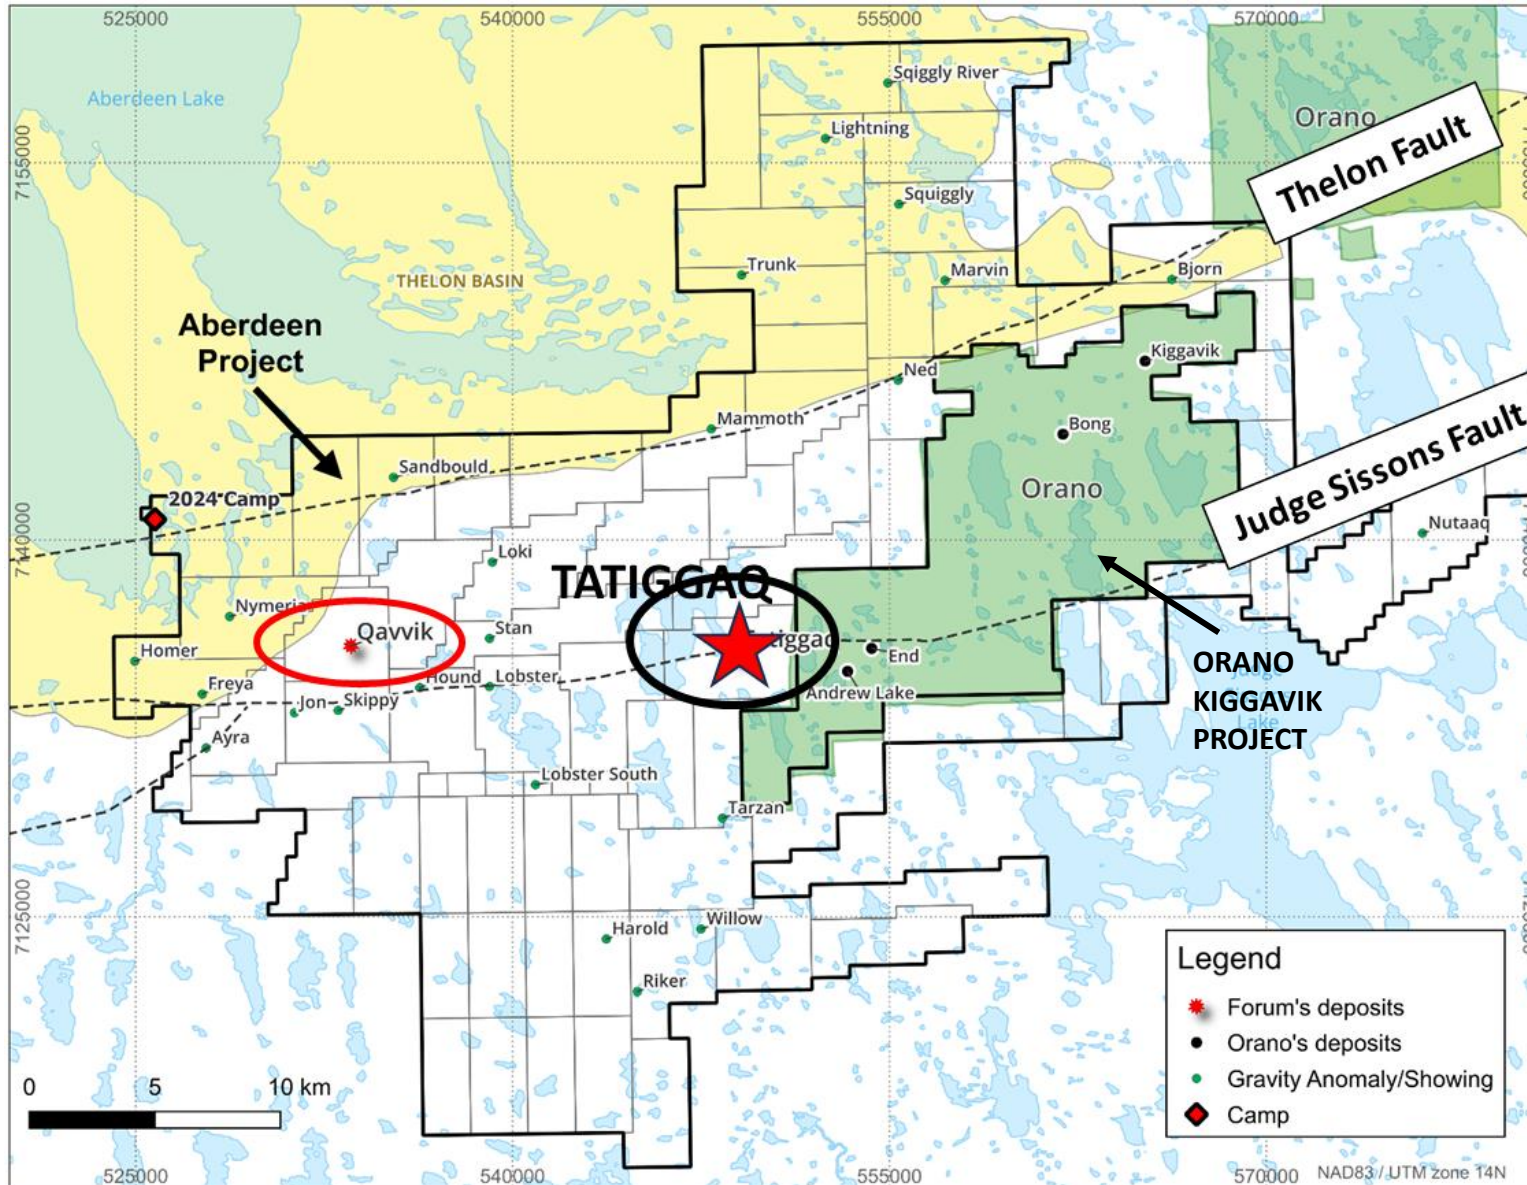 525000
540000
555000
570000
Aberdeen Lake
Sqiggly River
Orano
Lightning
Thelon Fault
7155000
Squiggly
THELON BASIN
Trunk
Marvin
Bjorn
Aberdeen
Project
Kiggavik
Ned
Mammoth
Bong
Sandbould
Orano
Judge Sissons Fault
2024 Camp
Nutaaq
7140000
Loki
TATIGGAQ
Nymeria
Qavvik
Stan
Tatiggaq
End
Homer
Andrew Lake
Freya
Hound
Lobster
Jon
Skippy
ORANO
KIGGAVIK
PROJECT
Lake
Ayra
Lobster South
Tarzan
7125000
Harold
Willow
Riker
Legend
Forum's deposits
Orano's deposits
Gravity Anomaly/Showing
Camp
0 5 10 km
525000
540000
555000
570000
NAD83 / UTM zone 14N